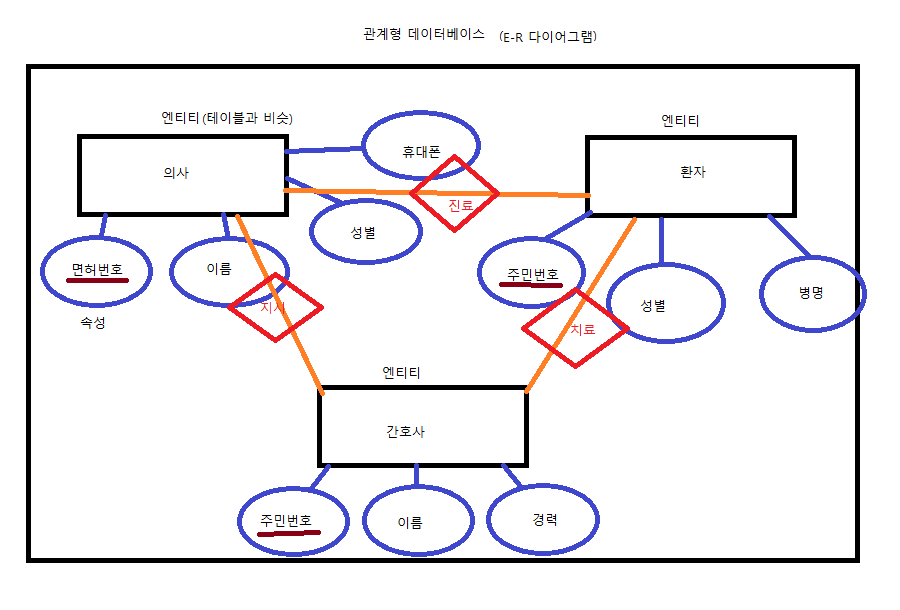 관계형 데이터베이스 (E-R 다이어그램)
엔티티(테이블과 비슷)
엔티티
의사
휴대폰
환자
진료
성별
면허번호
이름
주민번호
성별
병명
속성
지시
치료
엔티티
간호사
주민번호
이름
경력